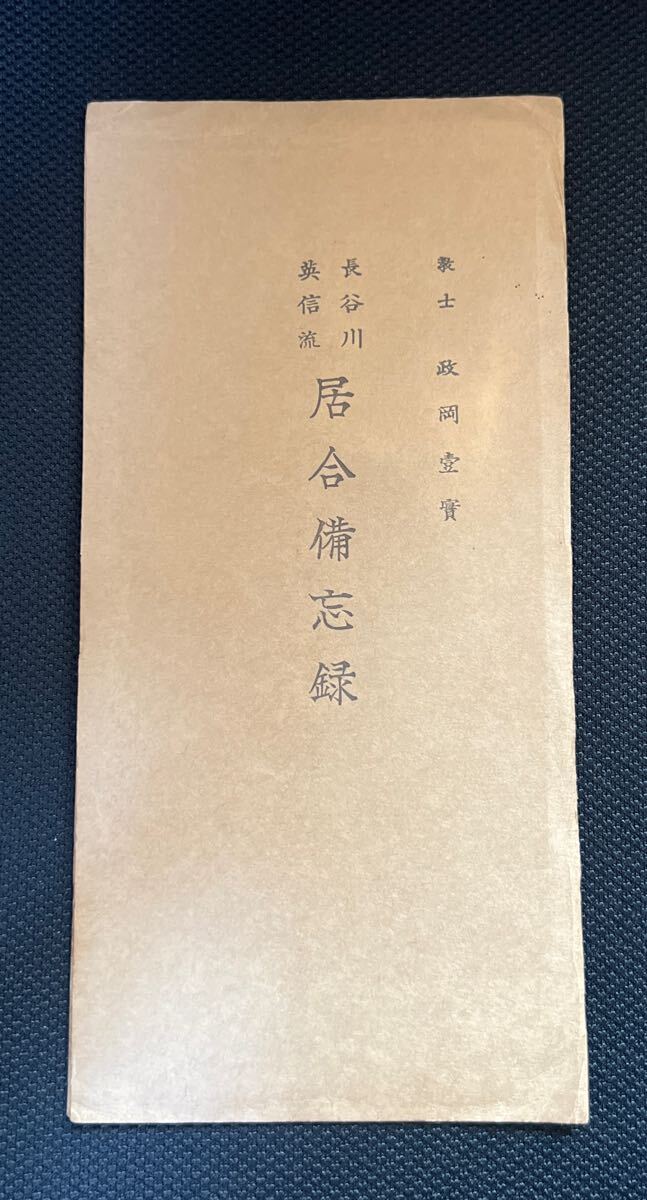 教士 政岡壹實
長谷川
英信流
居合備忘録